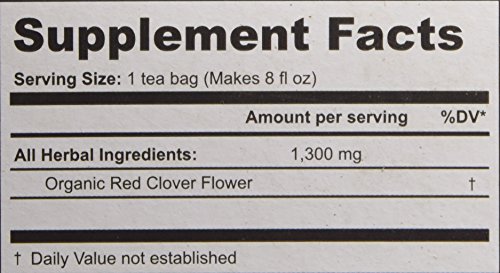 Supplement Facts
Serving Size: 1 tea bag (Makes 8 fl oz)
Amount per serving %DV*
All Herbal Ingredients: 1,300 mg
Organic Red Clover Flower †
† Daily Value not established